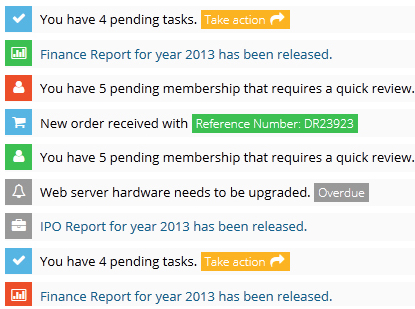 You have 4 pending tasks. Take action
Finance Report for year 2013 has been released.
You have 5 pending membership that requires a quick review.
New order received with Reference Number: DR23923
You have 5 pending membership that requires a quick review.
Web server hardware needs to be upgraded. Overdue
IPO Report for year 2013 has been released.
You have 4 pending tasks. Take action
Finance Report for year 2013 has been released.